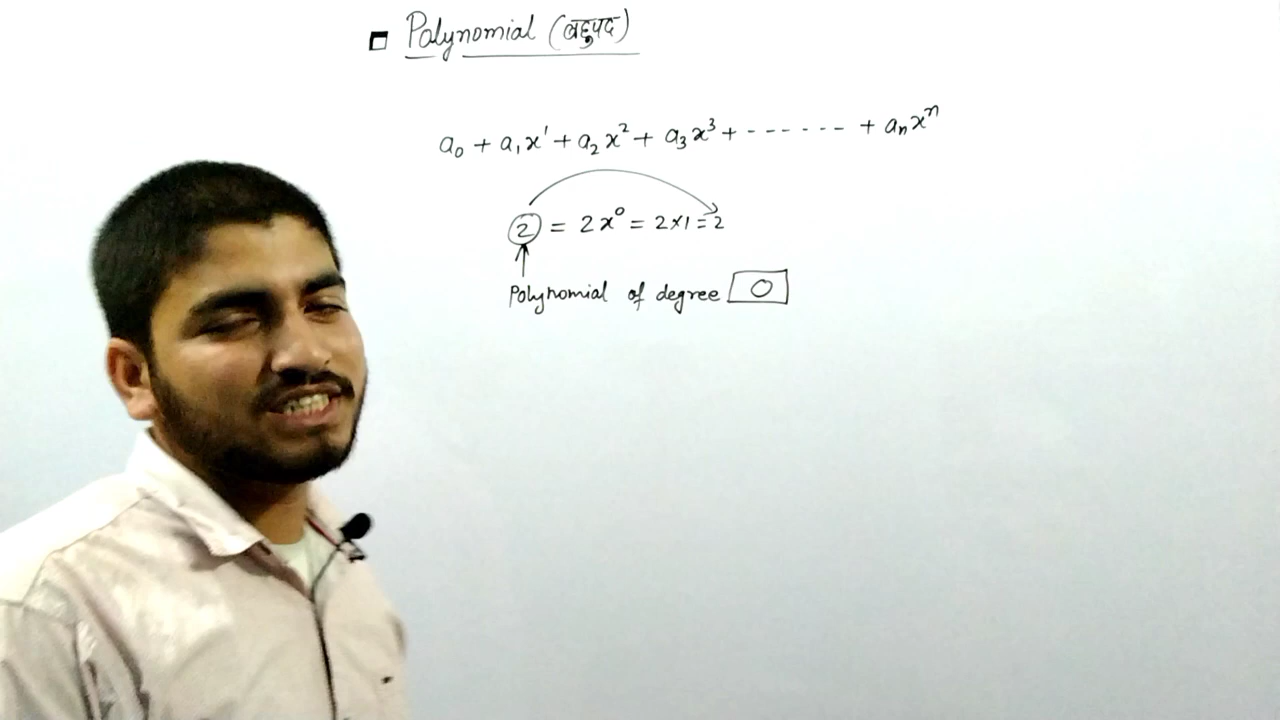 Polynomial (बहुपद)
a₀ + a₁x¹ + a₂x² + a₃x³ + - - - - - - - + aₙxⁿ
2 = 2x⁰ = 2×1 = 2
Polynomial of degree 0